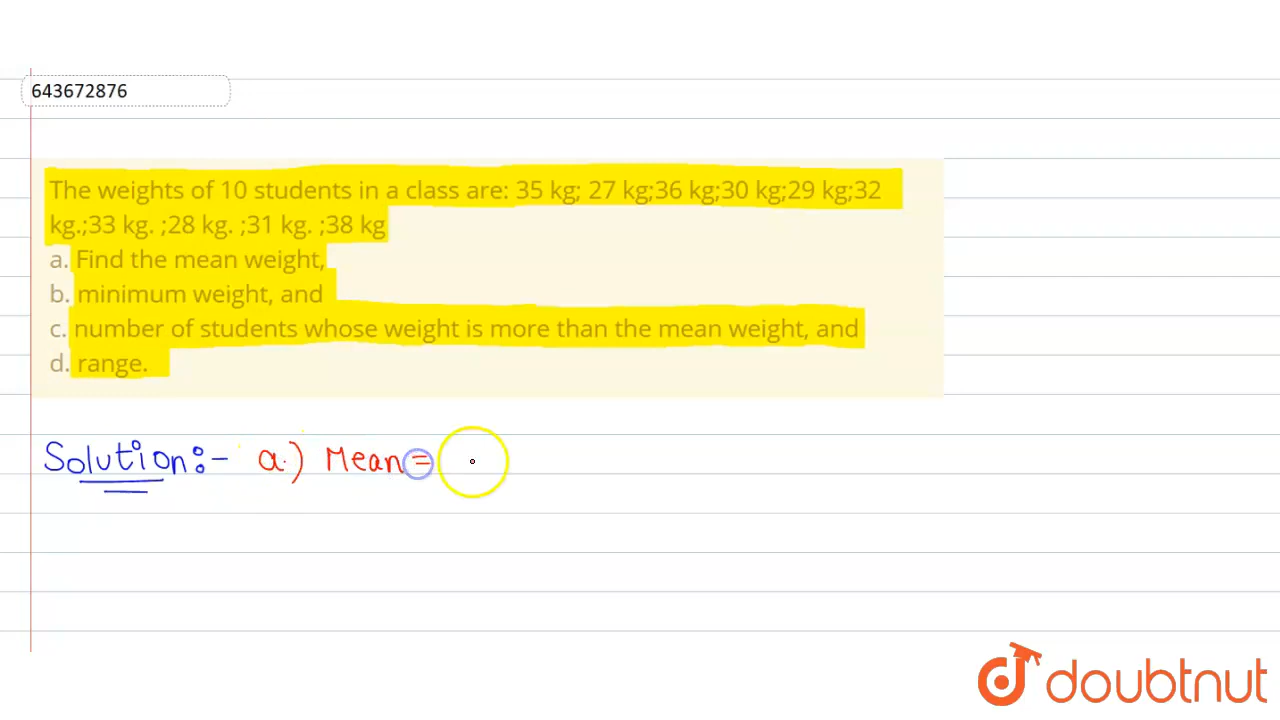 643672876
The weights of 10 students in a class are: 35 kg; 27 kg;36 kg;30 kg;29 kg;32
kg.;33 kg. ;28 kg. ;31 kg. ;38 kg
a. Find the mean weight,
b. minimum weight, and
c. number of students whose weight is more than the mean weight, and
d. range.
Solution:- a.) Mean =
doubtnut